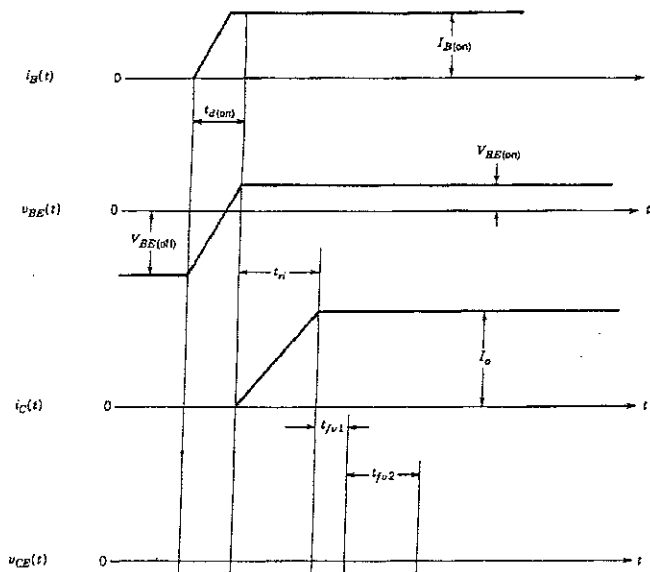 I_B(on)
i_B(t) 0 t
t_d(on)
V_BE(on)
v_BE(t) 0 t
V_BE(off)
t_ri
I_o
i_C(t) 0 t
t_fv1
t_fv2
v_CE(t) 0 t